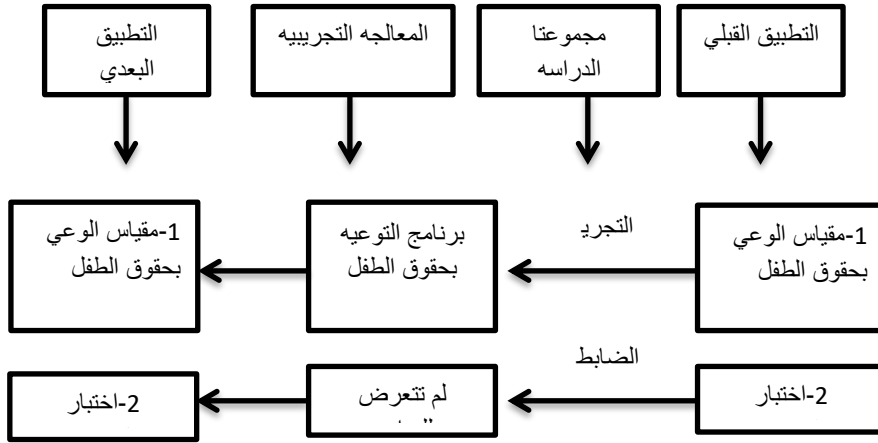 التطبيق القبلي
مجموعتا
الدراسه
المعالجه التجريبيه
التطبيق
البعدي
1-مقياس الوعي
بحقوق الطفل
التجري
برنامج التوعيه
بحقوق الطفل
1-مقياس الوعي
بحقوق الطفل
2-اختبار
الضابط
لم تتعرض
2-اختبار